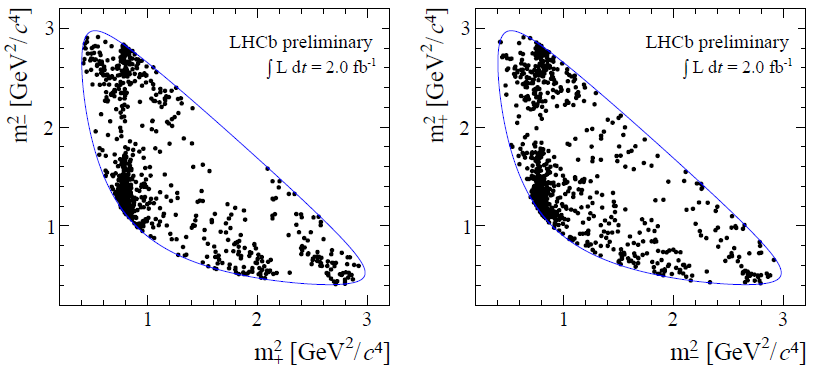 m²₋ [GeV²/c⁴]
3
2
1
LHCb preliminary
∫ L dt = 2.0 fb⁻¹
1 2 3
m²₊ [GeV²/c⁴]
m²₊ [GeV²/c⁴]
3
2
1
LHCb preliminary
∫ L dt = 2.0 fb⁻¹
1 2 3
m²₋ [GeV²/c⁴]